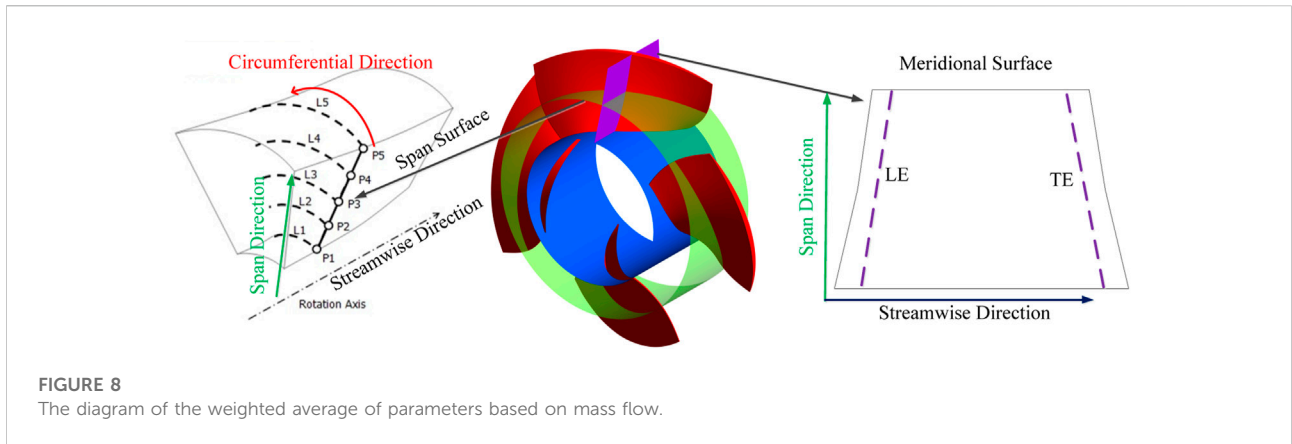 Circumferential Direction
L5
L4
L3
L2
L1
P5
P4
P3
P2
P1
Span Direction
Rotation Axis
Streamwise Direction
Span Surface
Meridional Surface
Span Direction
LE
TE
Streamwise Direction
FIGURE 8
The diagram of the weighted average of parameters based on mass flow.